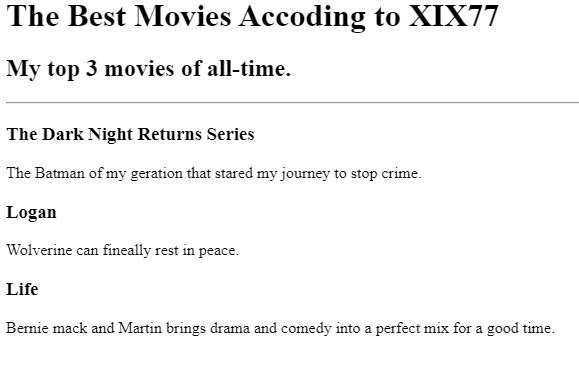 The Best Movies Accoding to XIX77
My top 3 movies of all-time.
The Dark Night Returns Series
The Batman of my geration that stared my journey to stop crime.
Logan
Wolverine can fineally rest in peace.
Life
Bernie mack and Martin brings drama and comedy into a perfect mix for a good time.